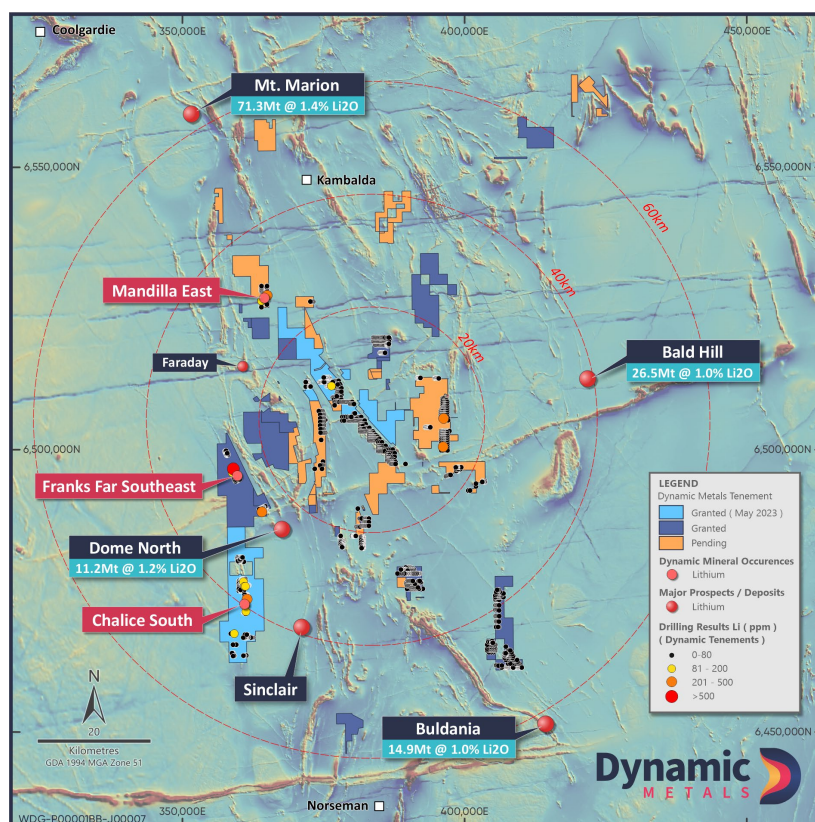 350,000E
400,000E
450,000E
Coolgardie
Mt. Marion
71.3Mt @ 1.4% Li2O
6,550,000N
6,550,000N
Kambalda
60km
40km
20km
Mandilla East
Faraday
Bald Hill
26.5Mt @ 1.0% Li2O
6,500,000N
6,500,000N
Franks Far Southeast
Dome North
11.2Mt @ 1.2% Li2O
Chalice South
Sinclair
Buldania
14.9Mt @ 1.0% Li2O
6,450,000N
LEGEND
Dynamic Metals Tenement
Granted ( May 2023 )
Granted
Pending
Dynamic Mineral Occurences
Lithium
Major Prospects / Deposits
Lithium
Drilling Results Li ( ppm )
( Dynamic Tenements )
0-80
81 - 200
201 - 500
>500
N
20
Kilometres
GDA 1994 MGA Zone 51
Norseman
350,000E
400,000E
WDG-P00001BB-J00007
Dynamic
METALS